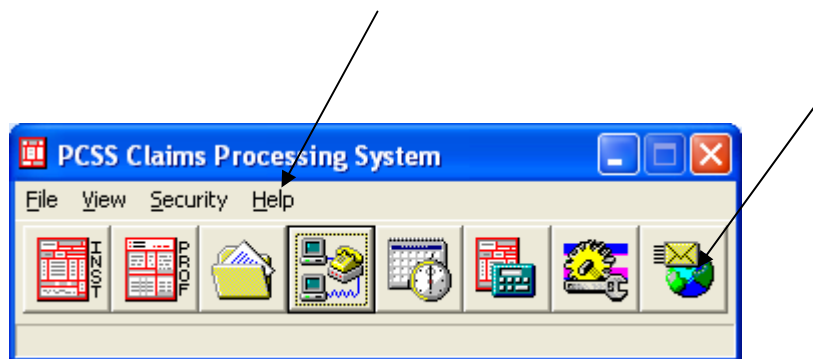 PCSS Claims Processing System
File View Security Help
INST PROF